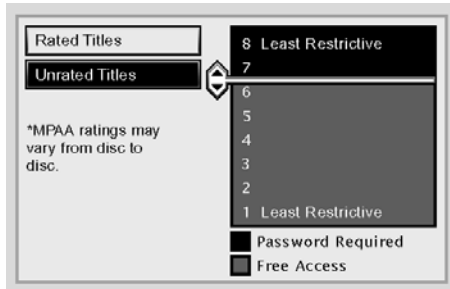 Rated Titles
Unrated Titles
*MPAA ratings may
vary from disc to
disc.
8 Least Restrictive
7
6
5
4
3
2
1 Least Restrictive
Password Required
Free Access